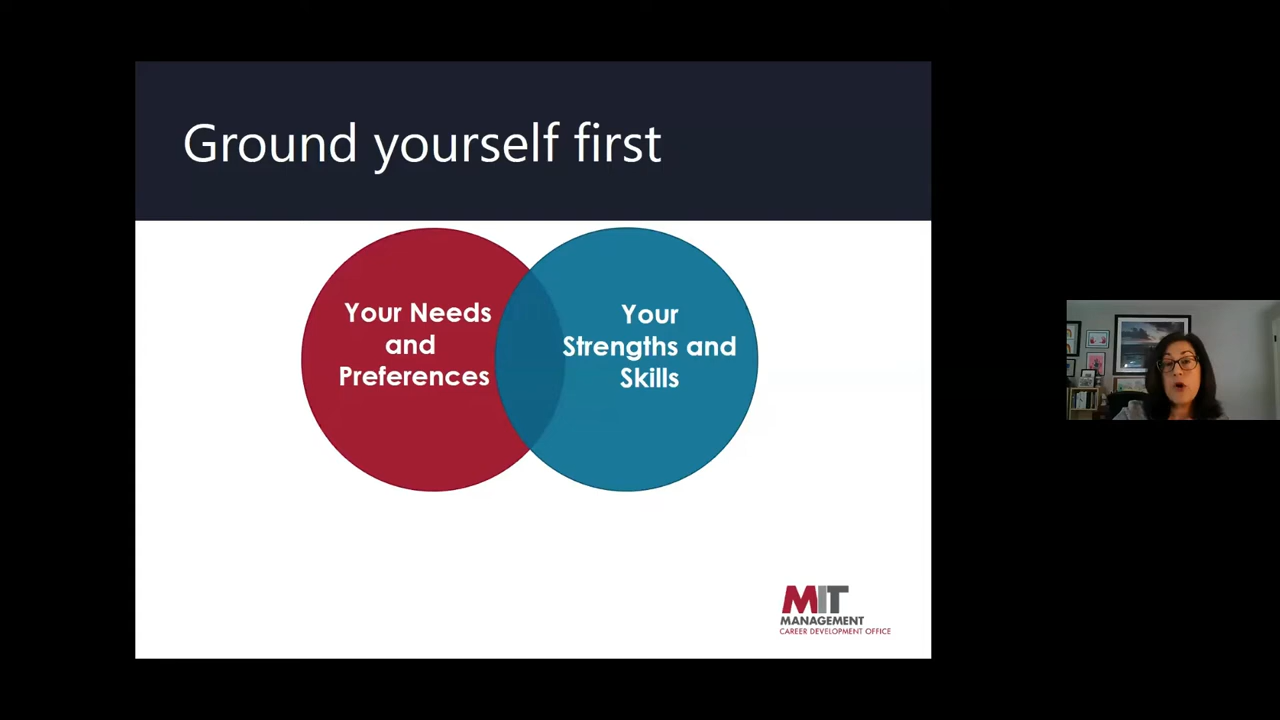 Ground yourself first
Your Needs
and
Preferences
Your
Strengths and
Skills
MIT
MANAGEMENT
CAREER DEVELOPMENT OFFICE